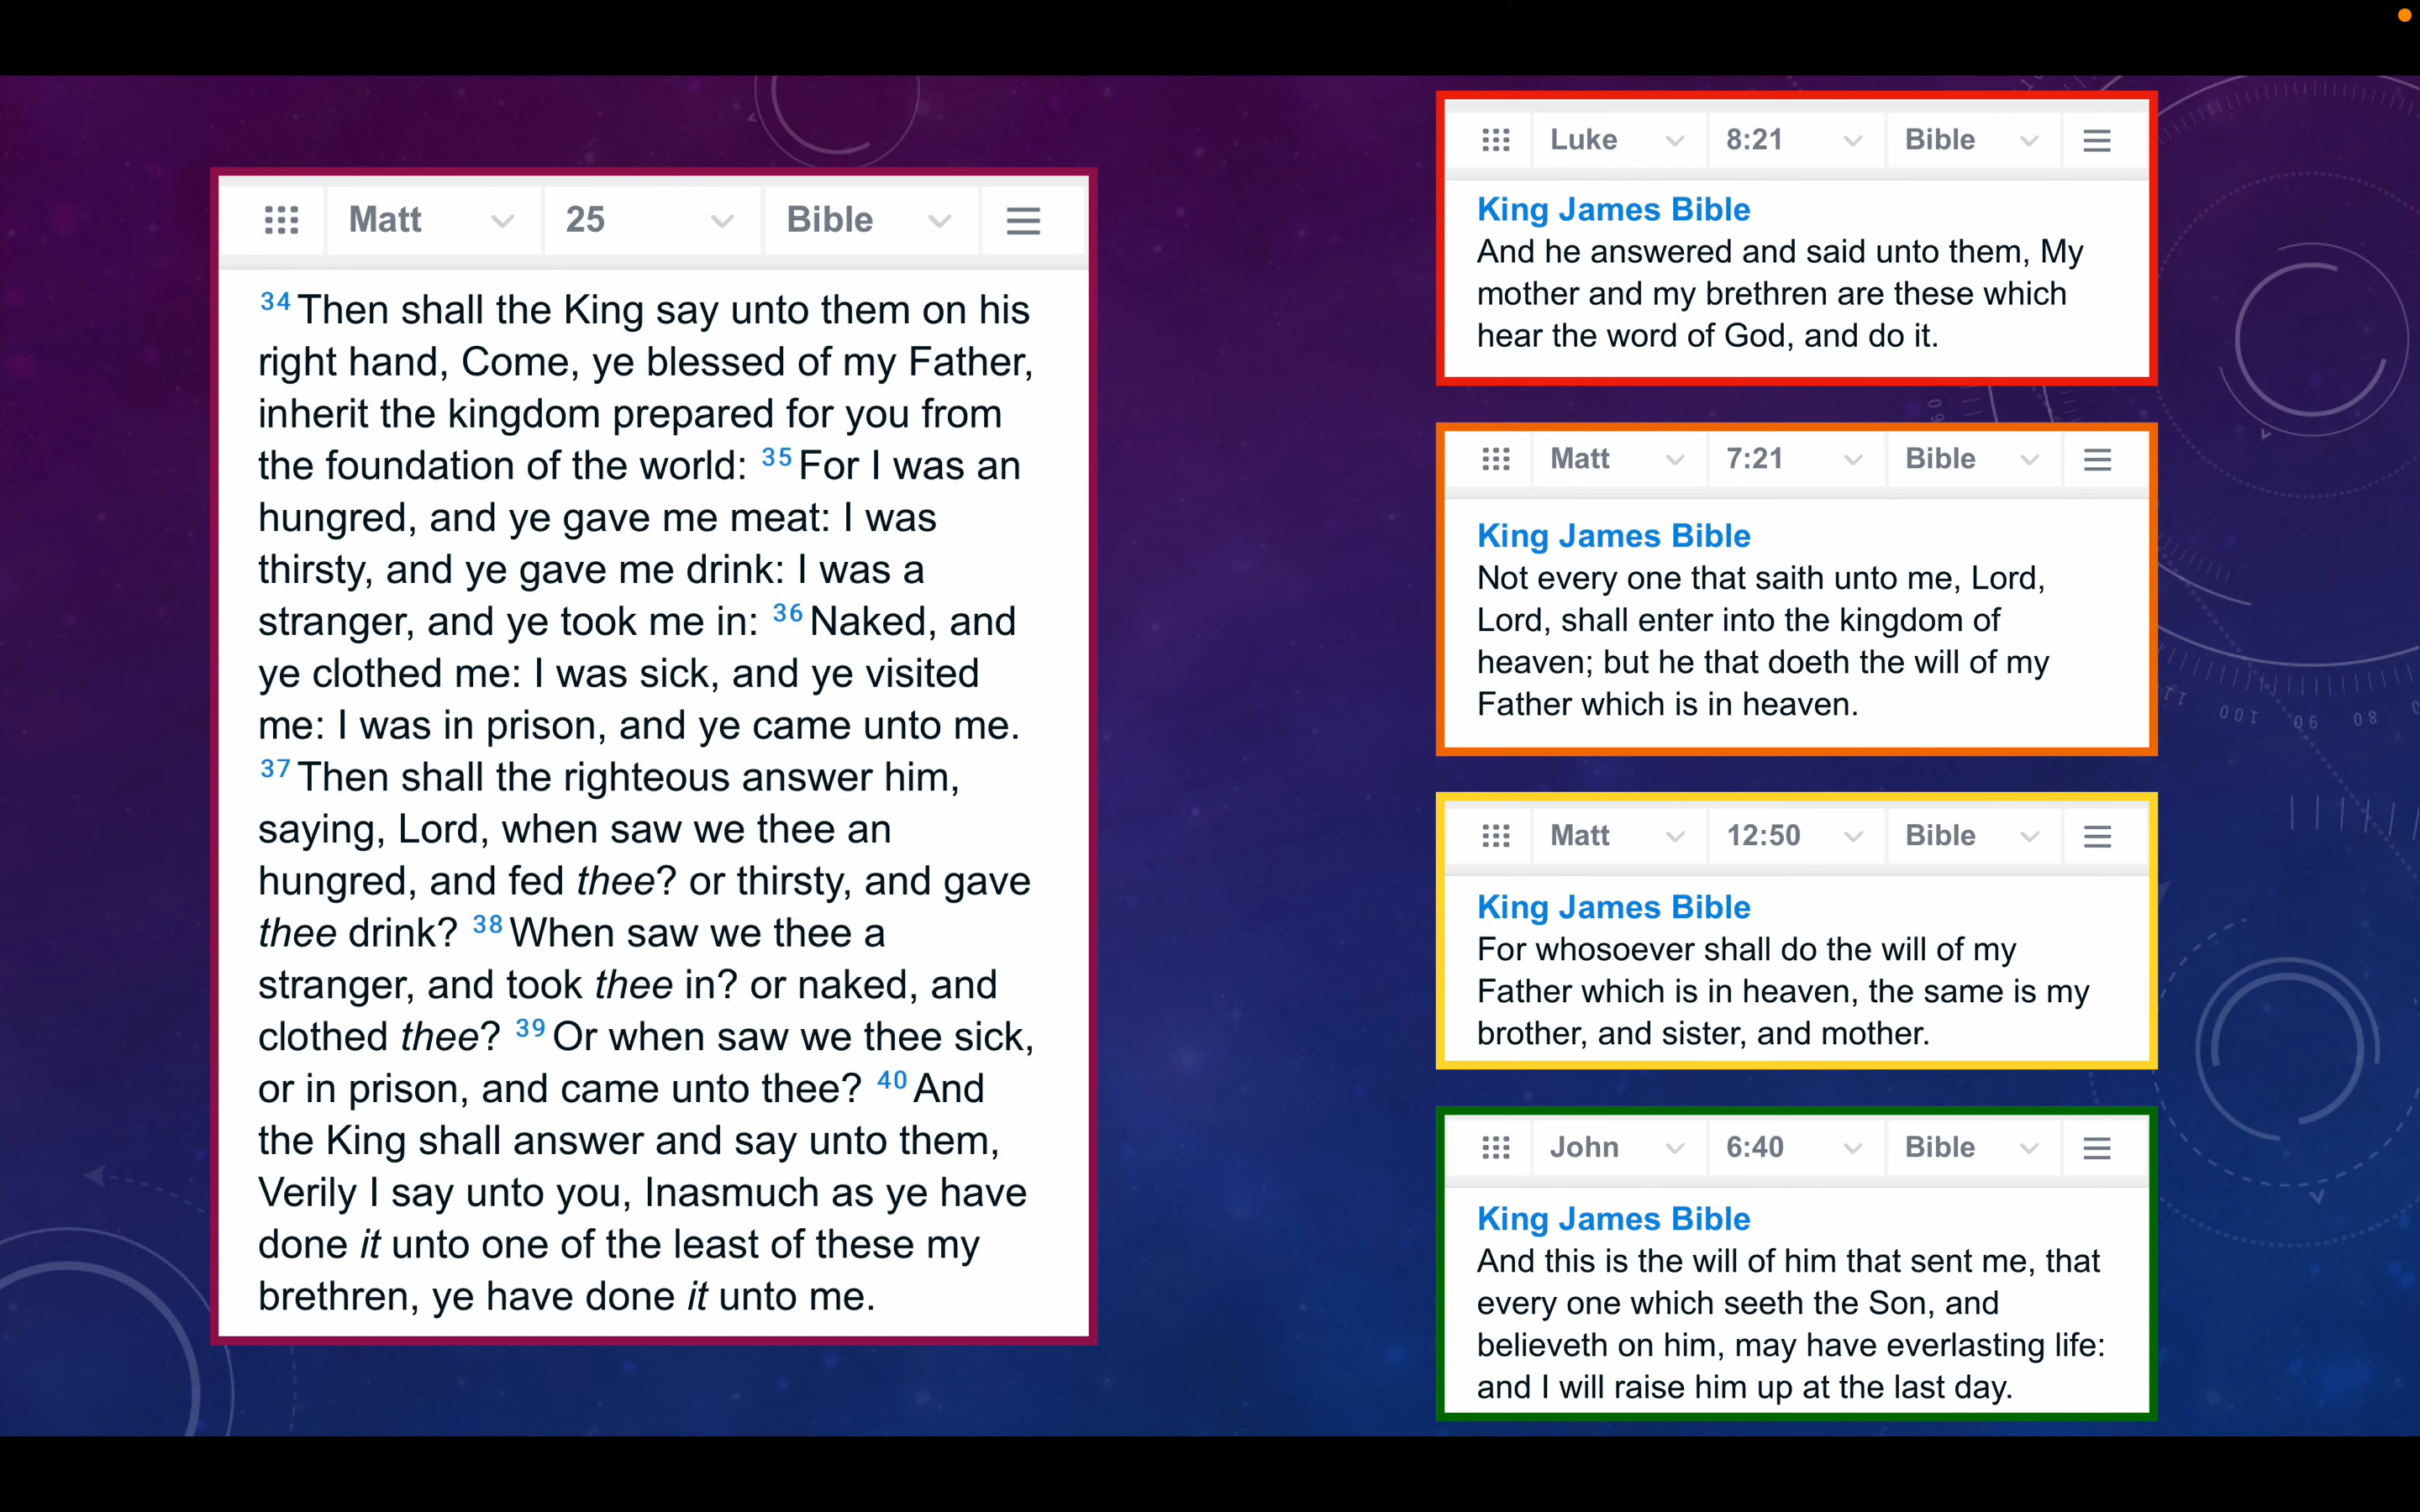 Matt 25 Bible
34 Then shall the King say unto them on his
right hand, Come, ye blessed of my Father,
inherit the kingdom prepared for you from
the foundation of the world: 35 For I was an
hungred, and ye gave me meat: I was
thirsty, and ye gave me drink: I was a
stranger, and ye took me in: 36 Naked, and
ye clothed me: I was sick, and ye visited
me: I was in prison, and ye came unto me.
37 Then shall the righteous answer him,
saying, Lord, when saw we thee an
hungred, and fed thee? or thirsty, and gave
thee drink? 38 When saw we thee a
stranger, and took thee in? or naked, and
clothed thee? 39 Or when saw we thee sick,
or in prison, and came unto thee? 40 And
the King shall answer and say unto them,
Verily I say unto you, Inasmuch as ye have
done it unto one of the least of these my
brethren, ye have done it unto me.
Luke 8:21 Bible
King James Bible
And he answered and said unto them, My
mother and my brethren are these which
hear the word of God, and do it.
Matt 7:21 Bible
King James Bible
Not every one that saith unto me, Lord,
Lord, shall enter into the kingdom of
heaven; but he that doeth the will of my
Father which is in heaven.
Matt 12:50 Bible
King James Bible
For whosoever shall do the will of my
Father which is in heaven, the same is my
brother, and sister, and mother.
John 6:40 Bible
King James Bible
And this is the will of him that sent me, that
every one which seeth the Son, and
believeth on him, may have everlasting life:
and I will raise him up at the last day.